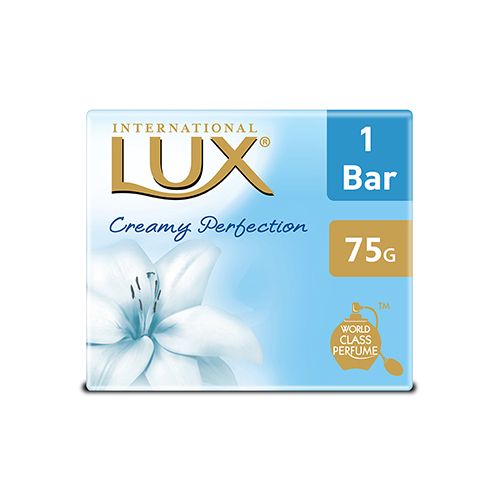 INTERNATIONAL
LUX®
Creamy Perfection
1
Bar
75G
TM
WORLD
CLASS
PERFUME